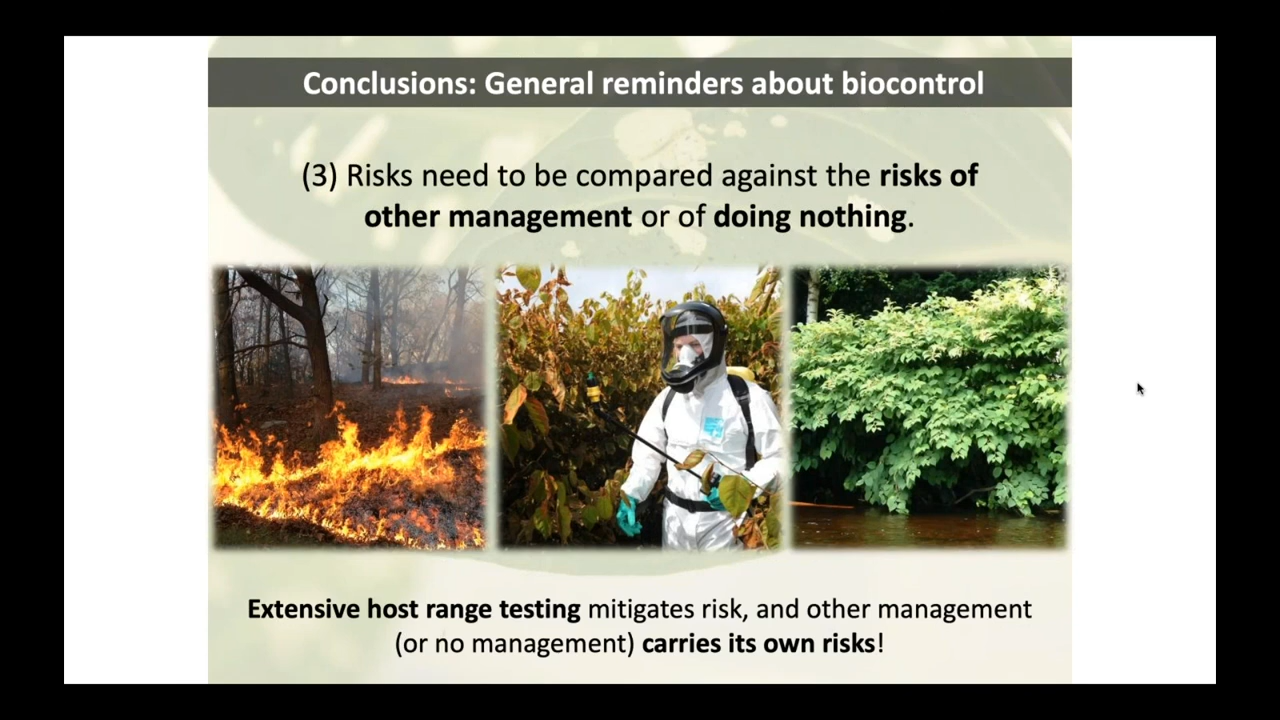 Conclusions: General reminders about biocontrol
(3) Risks need to be compared against the risks of
other management or of doing nothing.
Extensive host range testing mitigates risk, and other management
(or no management) carries its own risks!